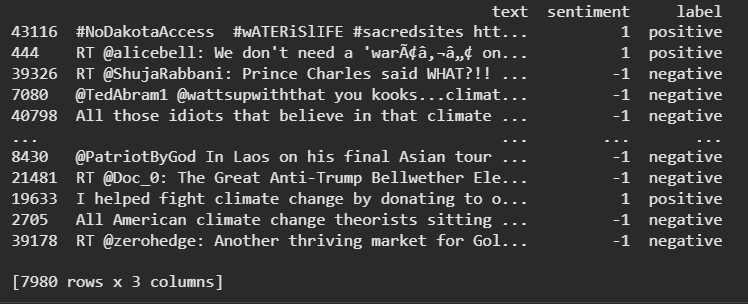 text sentiment label
43116 #NoDakotaAccess #wATERiSlIFE #sacredsites htt... 1 positive
444 RT @alicebell: We don't need a 'warÃ¢â‚¬â„¢ on... 1 positive
39326 RT @ShujaRabbani: Prince Charles said WHAT?!! ... -1 negative
7080 @TedAbram1 @wattsupwiththat you kooks...climat... -1 negative
40798 All those idiots that believe in that climate ... -1 negative
... ... ... ...
8430 @PatriotByGod In Laos on his final Asian tour ... -1 negative
21481 RT @Doc_0: The Great Anti-Trump Bellwether Ele... -1 negative
19633 I helped fight climate change by donating to o... 1 positive
2705 All American climate change theorists sitting ... -1 negative
39178 RT @zerohedge: Another thriving market for Gol... -1 negative
[7980 rows x 3 columns]